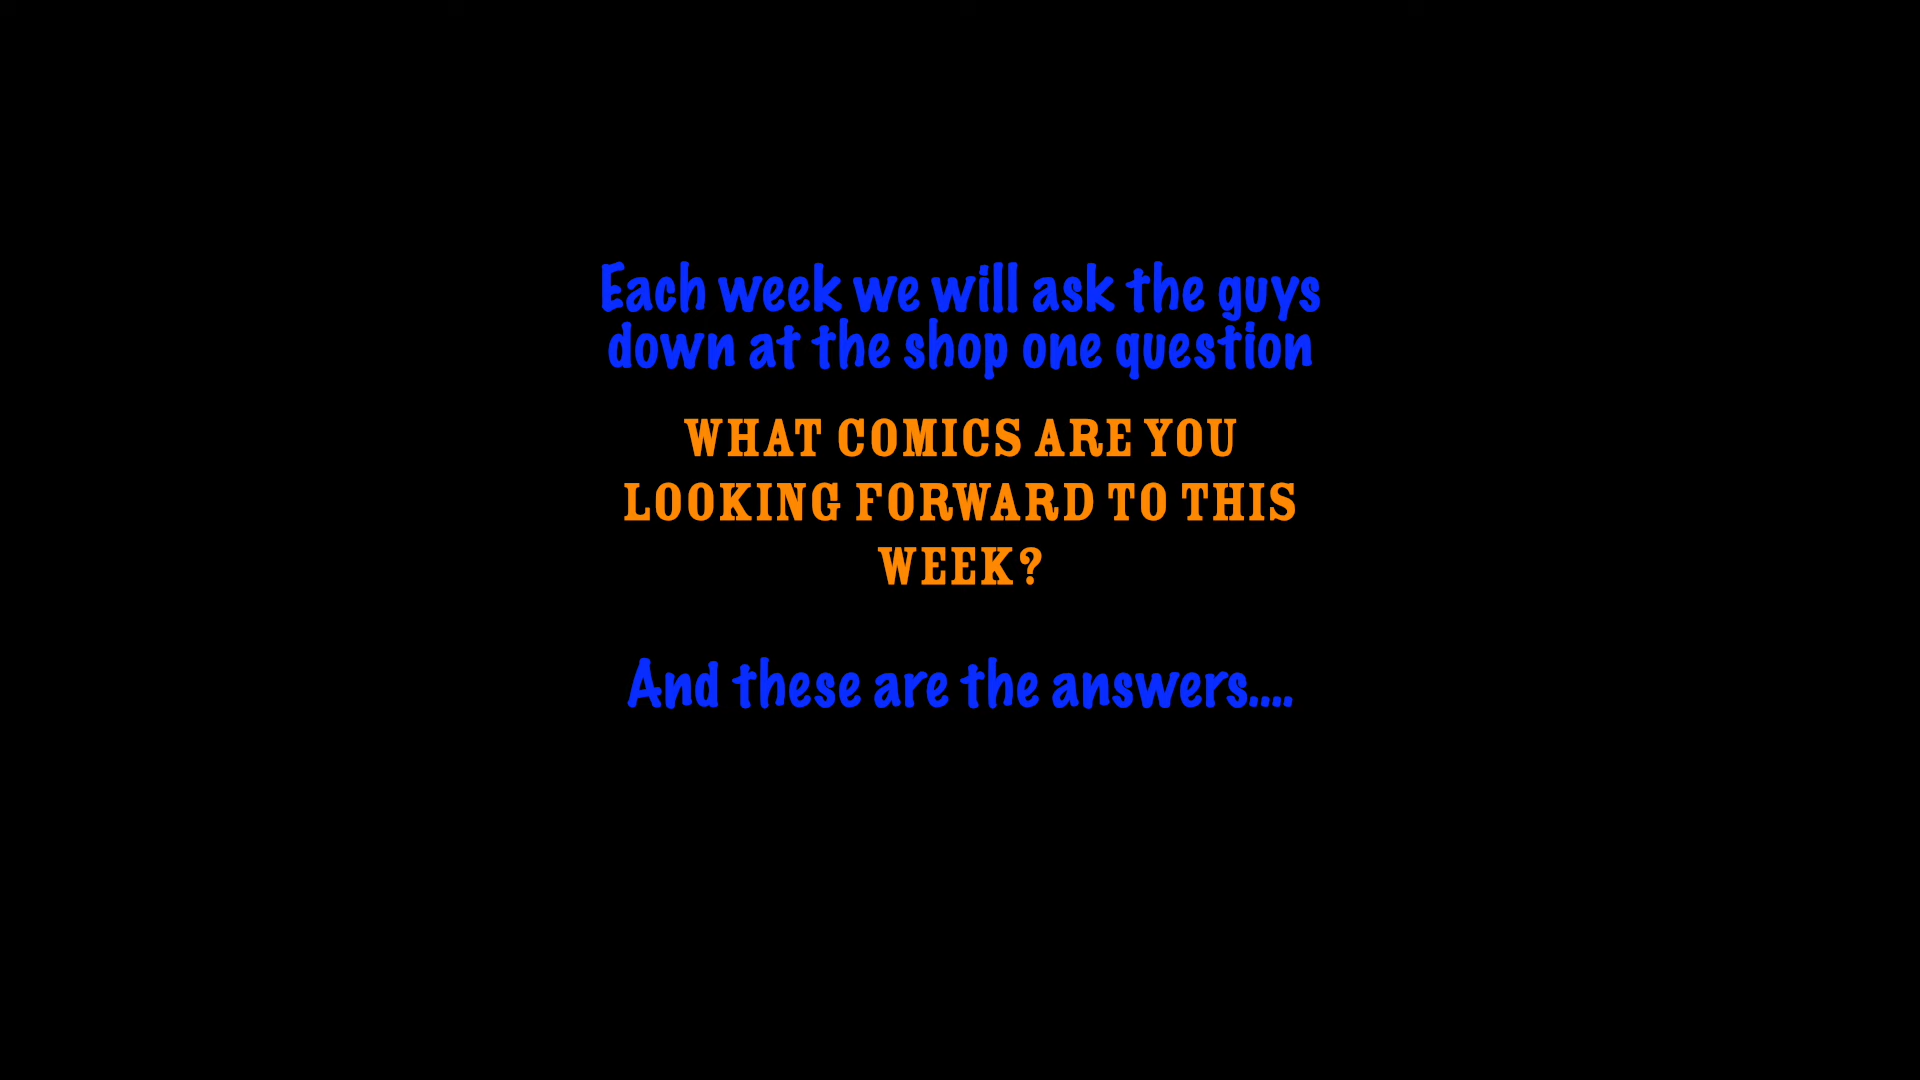 Each week we will ask the guys
down at the shop one question
WHAT COMICS ARE YOU
LOOKING FORWARD TO THIS
WEEK?
And these are the answers....